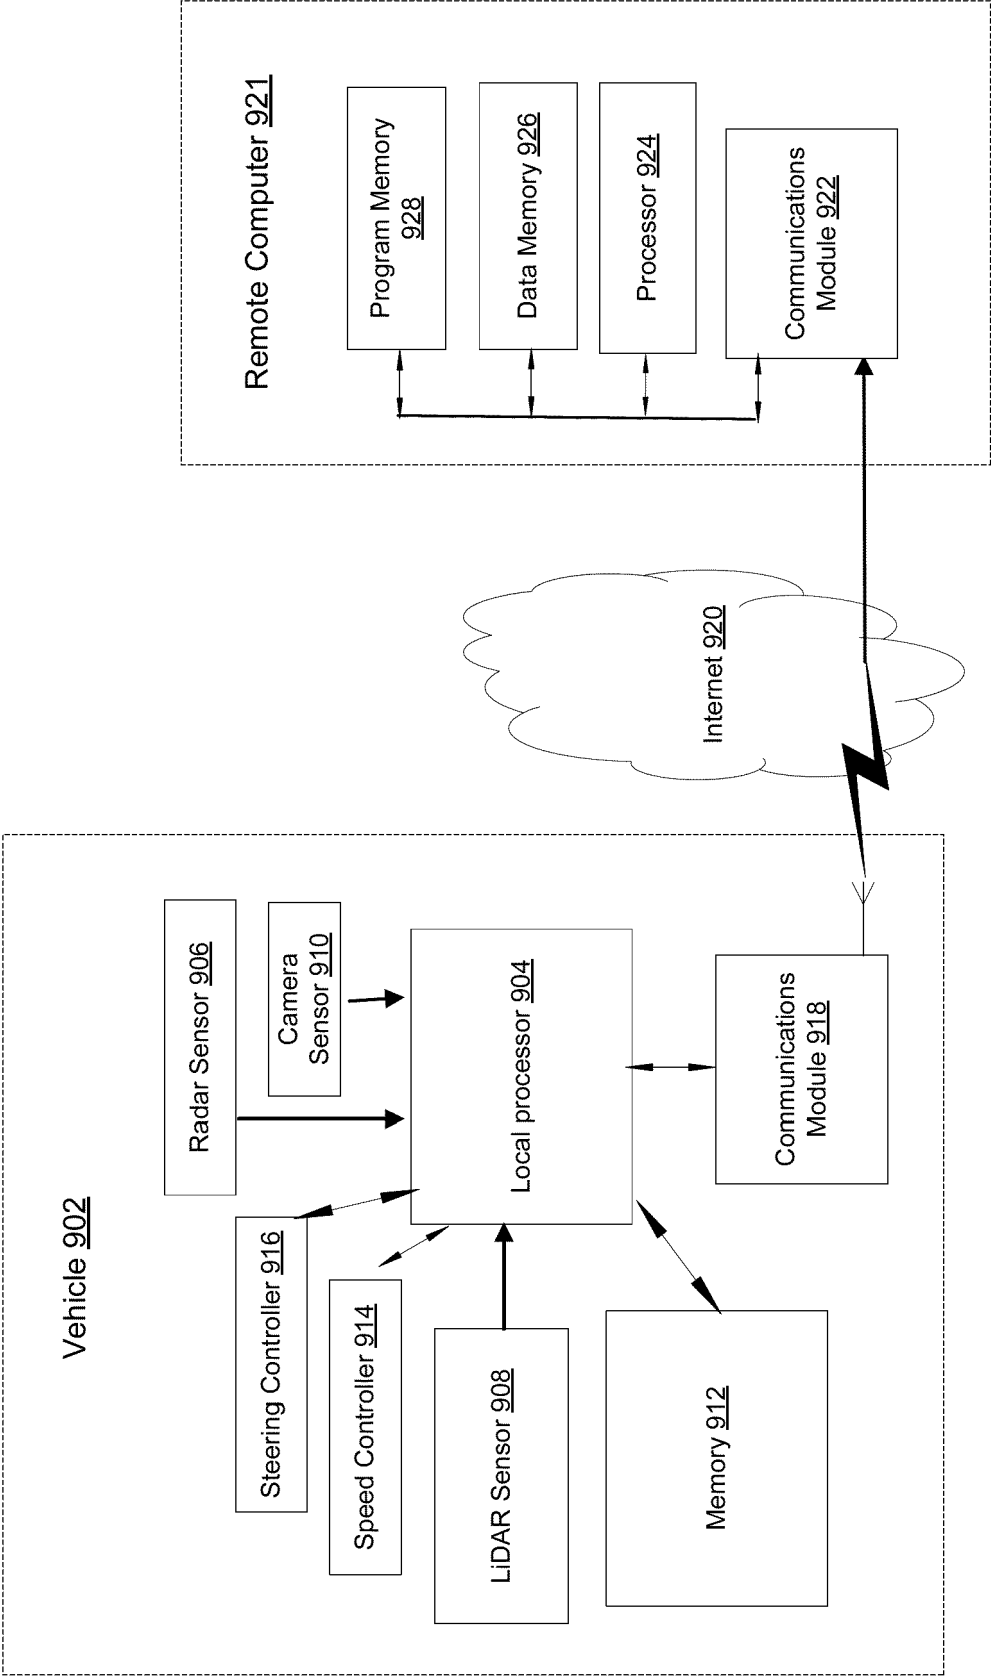 Vehicle 902
Radar Sensor 906
Steering Controller 916
Camera
Sensor 910
Speed Controller 914
LiDAR Sensor 908
Local processor 904
Memory 912
Communications
Module 918
Internet 920
Remote Computer 921
Program Memory
928
Data Memory 926
Processor 924
Communications
Module 922